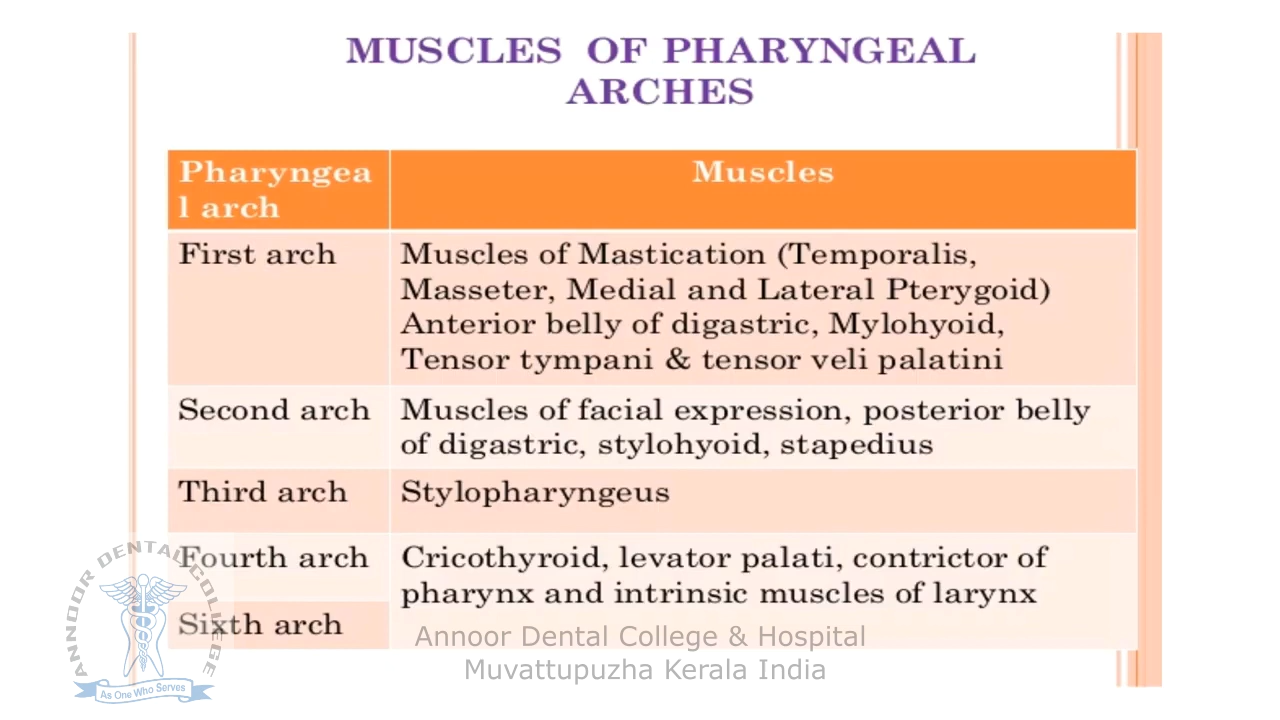 MUSCLES OF PHARYNGEAL
ARCHES
Pharyngea
l arch
Muscles
First arch
Muscles of Mastication (Temporalis,
Masseter, Medial and Lateral Pterygoid)
Anterior belly of digastric, Mylohyoid,
Tensor tympani & tensor veli palatini
Second arch
Muscles of facial expression, posterior belly
of digastric, stylohyoid, stapedius
Third arch
Stylopharyngeus
Fourth arch
Cricothyroid, levator palati, contrictor of
pharynx and intrinsic muscles of larynx
Sixth arch
ANNOOR DENTAL COLLEGE
As One Who Serves
Annoor Dental College & Hospital
Muvattupuzha Kerala India